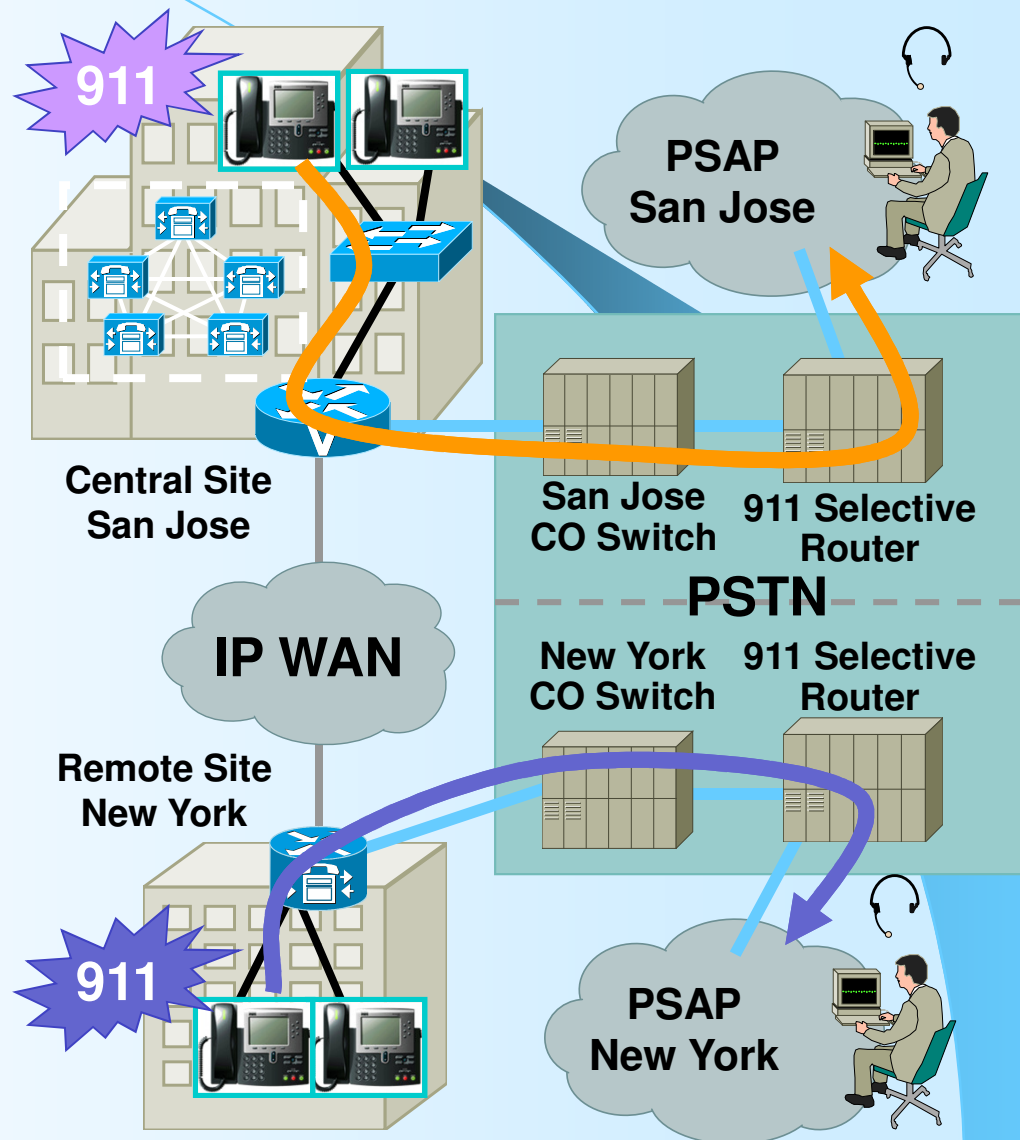 911
PSAP
San Jose
Central Site
San Jose
V
San Jose
CO Switch
911 Selective
Router
PSTN
IP WAN
New York
CO Switch
911 Selective
Router
Remote Site
New York
911
PSAP
New York